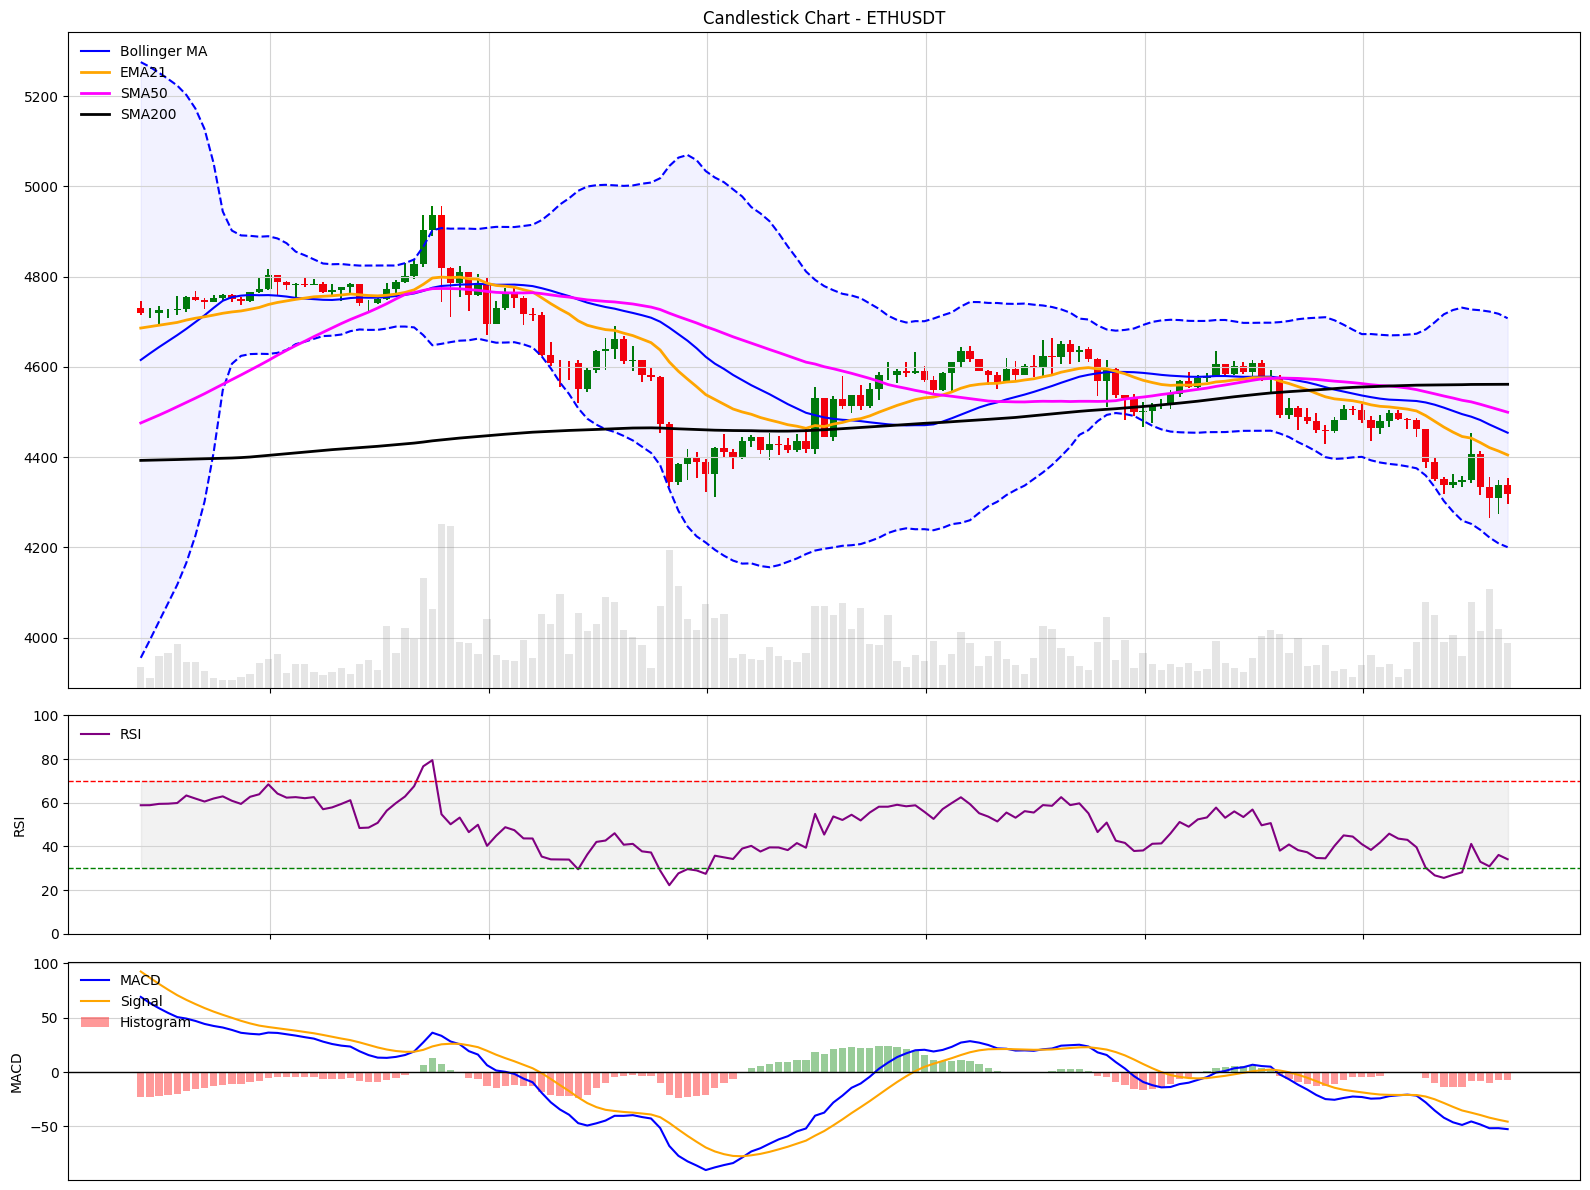 Candlestick Chart - ETHUSDT
Bollinger MA
EMA21
SMA50
SMA200
5200
5000
4800
4600
4400
4200
4000
RSI
100
80
60
40
20
0
RSI
MACD
Signal
Histogram
100
50
0
−50
MACD